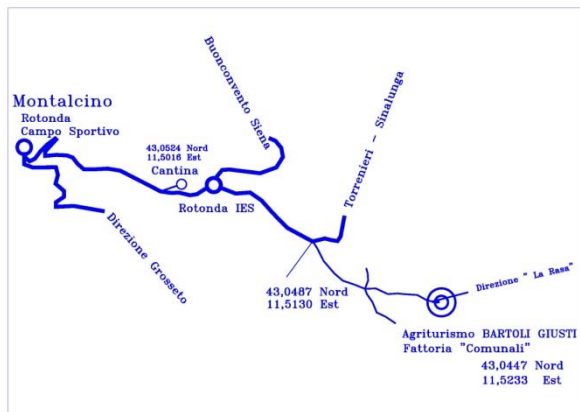 Montalcino
Rotonda
Campo Sportivo
Buonconvento Siena
43,0524 Nord
11,5016 Est
Cantina
Torrenieri - Sinalunga
Rotonda IES
Direzione Grosseto
43,0487 Nord
11,5130 Est
Direzione " La Rasa"
Agriturismo BARTOLI GIUSTI
Fattoria "Comunali"
43,0447 Nord
11,5233 Est